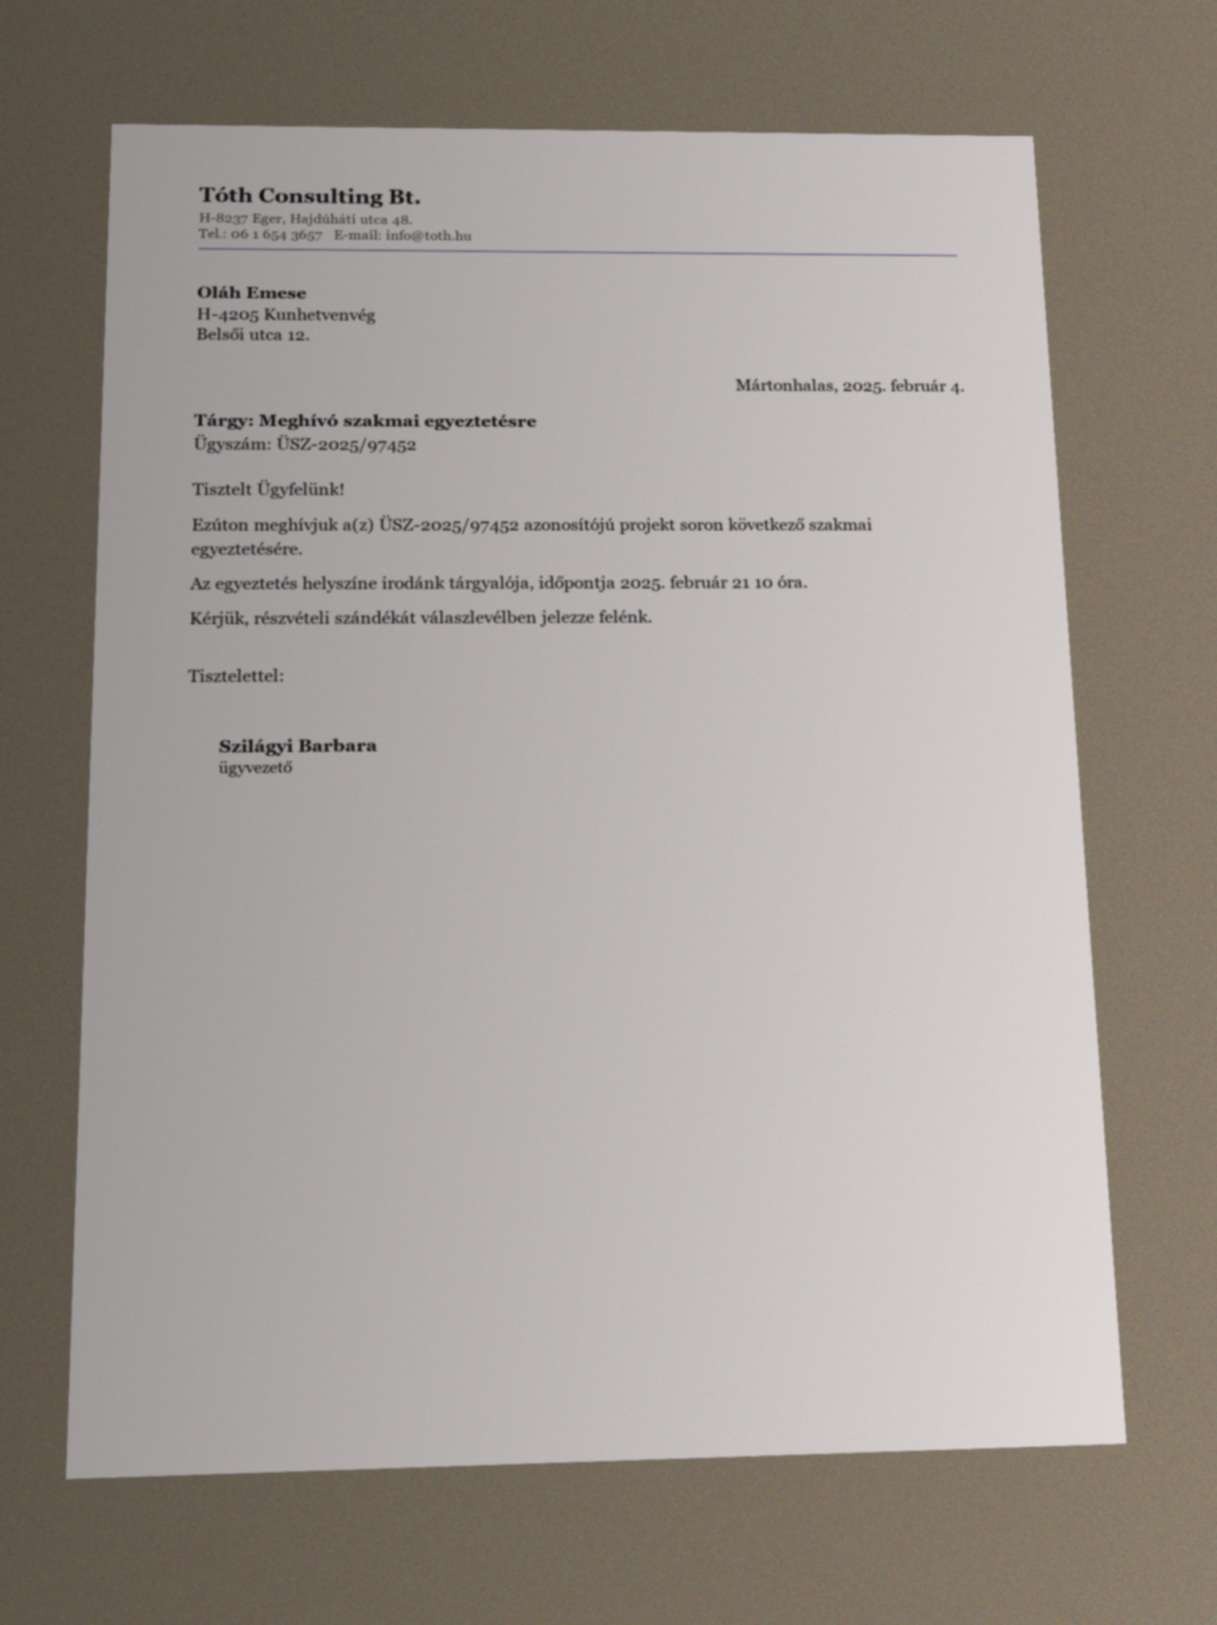 Tóth Consulting Bt.
H-8237 Eger, Hajdúháti utca 48.
Tel.: 06 1 654 3657 E-mail: info@toth.hu
Oláh Emese
H-4205 Kunhetvenvég
Belsői utca 12.
Mártonhalas, 2025. február 4.
Tárgy: Meghívó szakmai egyeztetésre
Ügyszám: ÜSZ-2025/97452
Tisztelt Ügyfelünk!
Ezúton meghívjuk a(z) ÜSZ-2025/97452 azonosítójú projekt soron következő szakmai
egyeztetésére.
Az egyeztetés helyszíne irodánk tárgyalója, időpontja 2025. február 21 10 óra.
Kérjük, részvételi szándékát válaszlevélben jelezze felénk.
Tisztelettel:
Szilágyi Barbara
ügyvezető